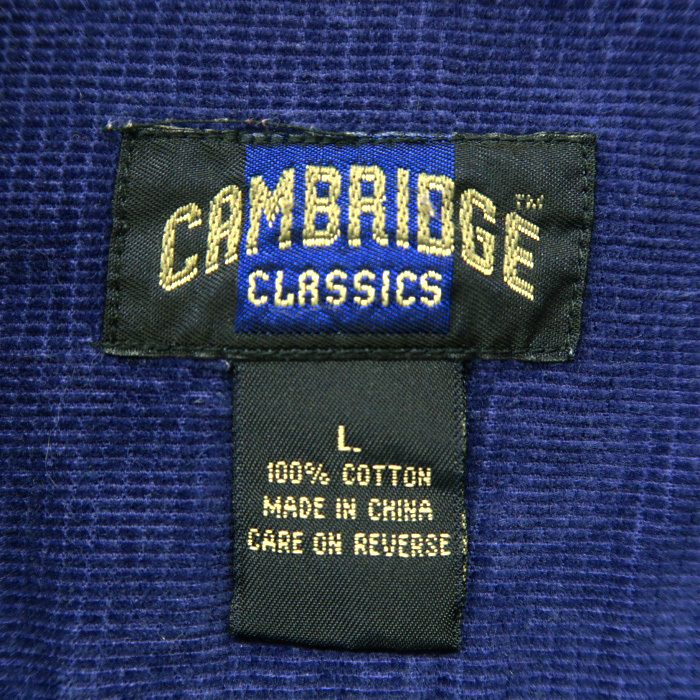 CAMBRIDGE™
CLASSICS
L.
100% COTTON
MADE IN CHINA
CARE ON REVERSE